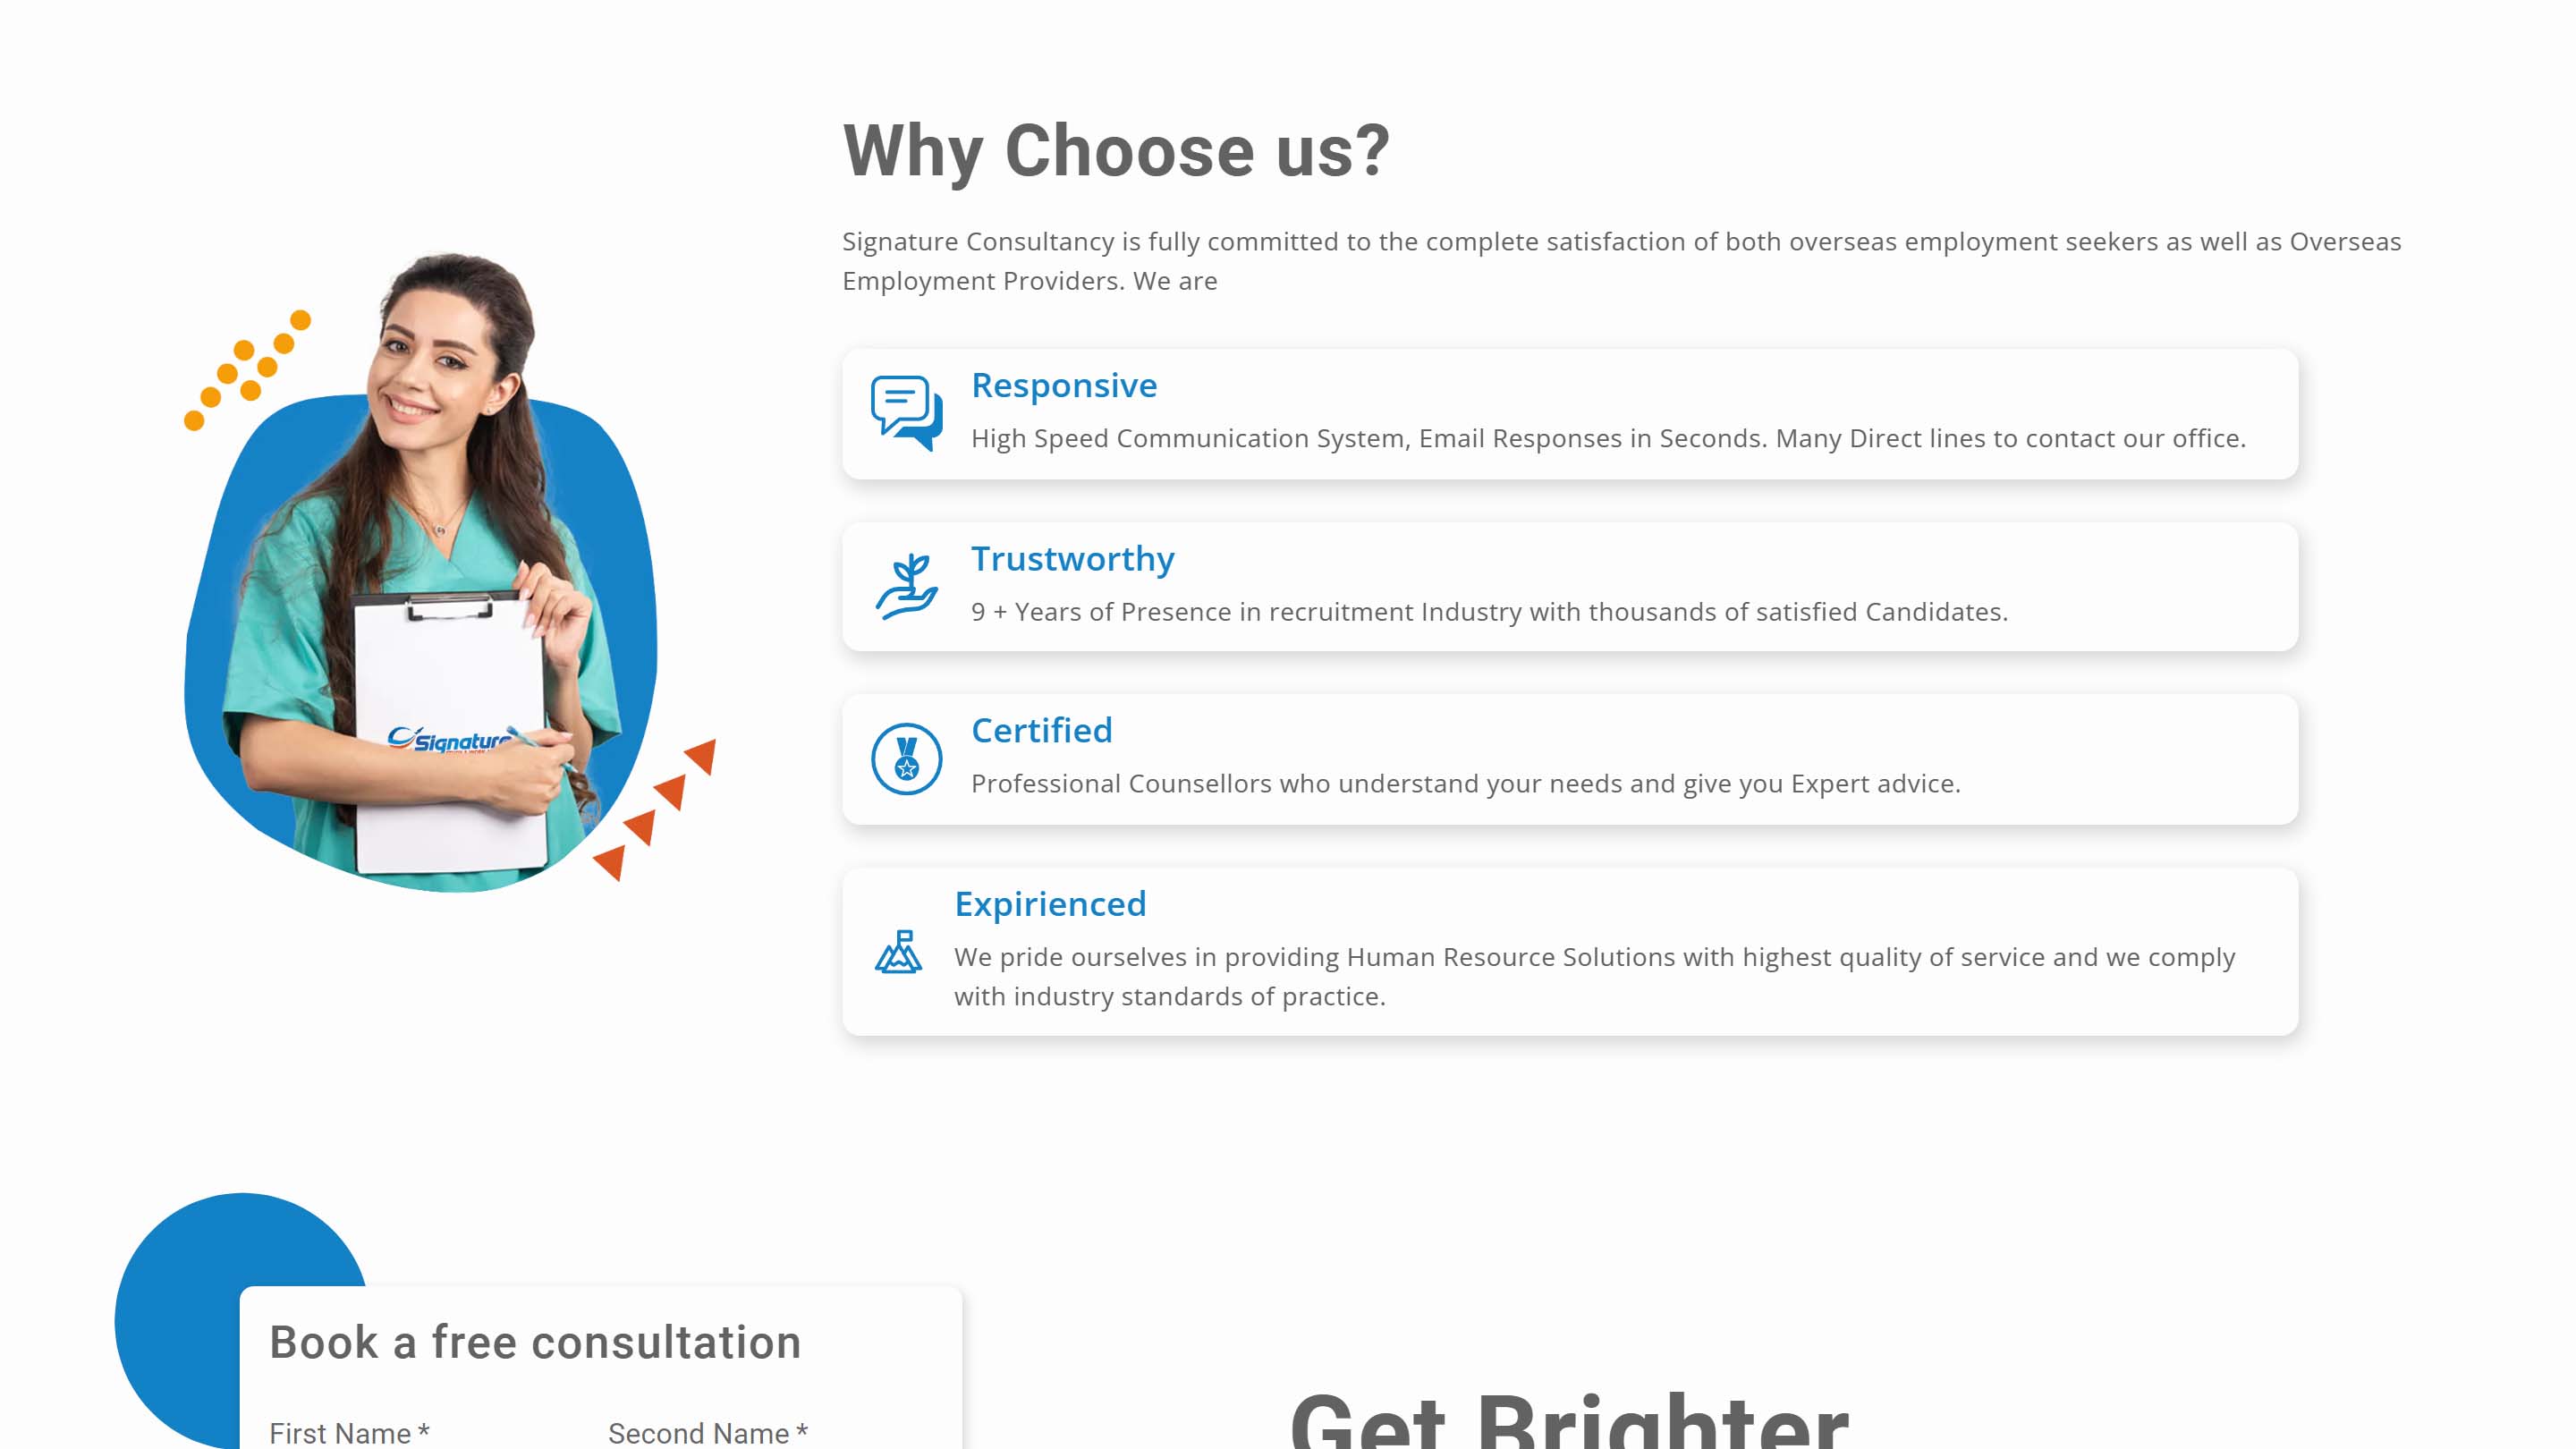 Why Choose us?
Signature Consultancy is fully committed to the complete satisfaction of both overseas employment seekers as well as Overseas
Employment Providers. We are
Responsive
High Speed Communication System, Email Responses in Seconds. Many Direct lines to contact our office.
Trustworthy
9 + Years of Presence in recruitment Industry with thousands of satisfied Candidates.
Signature
Certified
Professional Counsellors who understand your needs and give you Expert advice.
Expirienced
We pride ourselves in providing Human Resource Solutions with highest quality of service and we comply
with industry standards of practice.
Book a free consultation
First Name *
Second Name *
Get Brighter